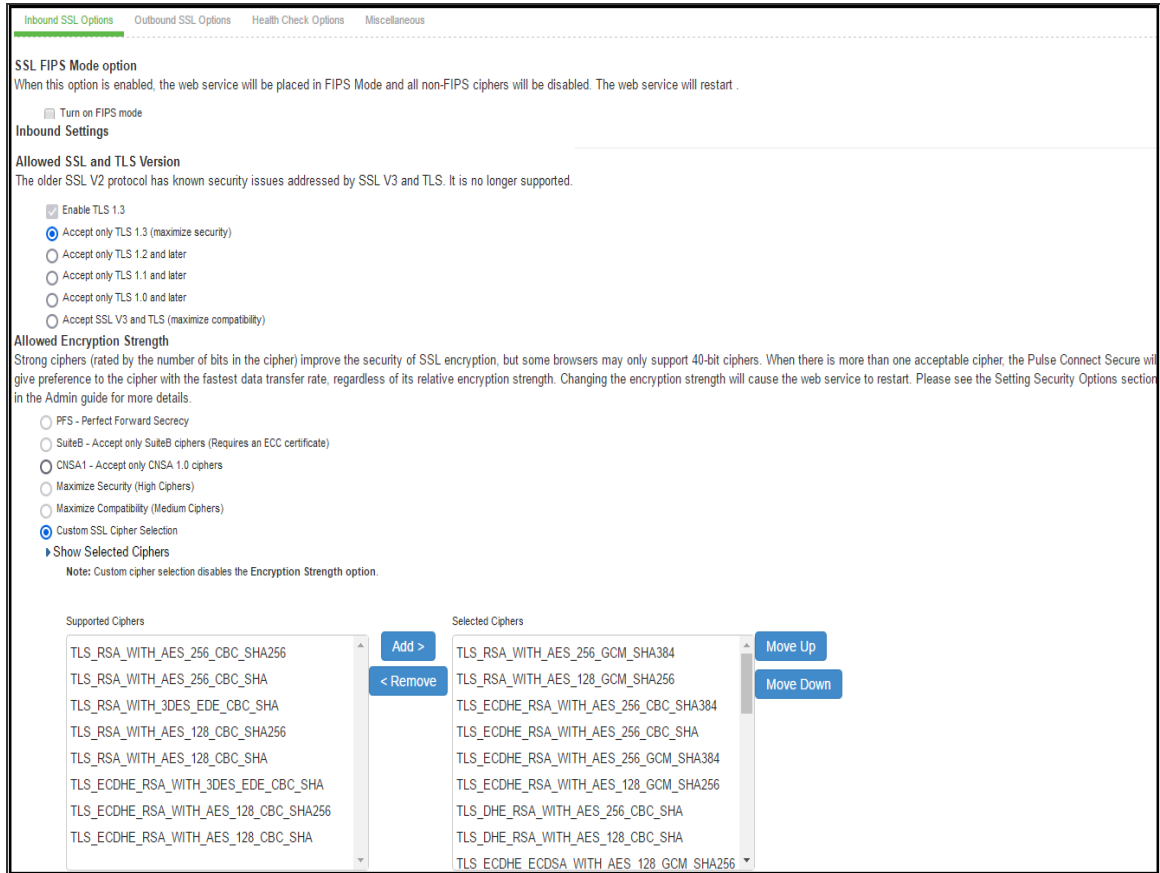 Inbound SSL Options Outbound SSL Options Health Check Options Miscellaneous
SSL FIPS Mode option
When this option is enabled, the web service will be placed in FIPS Mode and all non-FIPS ciphers will be disabled. The web service will restart .
Turn on FIPS mode
Inbound Settings
Allowed SSL and TLS Version
The older SSL V2 protocol has known security issues addressed by SSL V3 and TLS. It is no longer supported.
Enable TLS 1.3
Accept only TLS 1.3 (maximize security)
Accept only TLS 1.2 and later
Accept only TLS 1.1 and later
Accept only TLS 1.0 and later
Accept SSL V3 and TLS (maximize compatibility)
Allowed Encryption Strength
Strong ciphers (rated by the number of bits in the cipher) improve the security of SSL encryption, but some browsers may only support 40-bit ciphers. When there is more than one acceptable cipher, the Pulse Connect Secure will
give preference to the cipher with the fastest data transfer rate, regardless of its relative encryption strength. Changing the encryption strength will cause the web service to restart. Please see the Setting Security Options section
in the Admin guide for more details.
PFS - Perfect Forward Secrecy
SuiteB - Accept only SuiteB ciphers (Requires an ECC certificate)
CNSA1 - Accept only CNSA 1.0 ciphers
Maximize Security (High Ciphers)
Maximize Compatibility (Medium Ciphers)
Custom SSL Cipher Selection
Show Selected Ciphers
Note: Custom cipher selection disables the Encryption Strength option.
Supported Ciphers
TLS_RSA_WITH_AES_256_CBC_SHA256
TLS_RSA_WITH_AES_256_CBC_SHA
TLS_RSA_WITH_3DES_EDE_CBC_SHA
TLS_RSA_WITH_AES_128_CBC_SHA256
TLS_RSA_WITH_AES_128_CBC_SHA
TLS_ECDHE_RSA_WITH_3DES_EDE_CBC_SHA
TLS_ECDHE_RSA_WITH_AES_128_CBC_SHA256
TLS_ECDHE_RSA_WITH_AES_128_CBC_SHA
Add >
< Remove
Selected Ciphers
TLS_RSA_WITH_AES_256_GCM_SHA384
TLS_RSA_WITH_AES_128_GCM_SHA256
TLS_ECDHE_RSA_WITH_AES_256_CBC_SHA384
TLS_ECDHE_RSA_WITH_AES_256_CBC_SHA
TLS_ECDHE_RSA_WITH_AES_256_GCM_SHA384
TLS_ECDHE_RSA_WITH_AES_128_GCM_SHA256
TLS_DHE_RSA_WITH_AES_256_CBC_SHA
TLS_DHE_RSA_WITH_AES_128_CBC_SHA
TLS_ECDHE_ECDSA_WITH_AES_128_GCM_SHA256
Move Up
Move Down